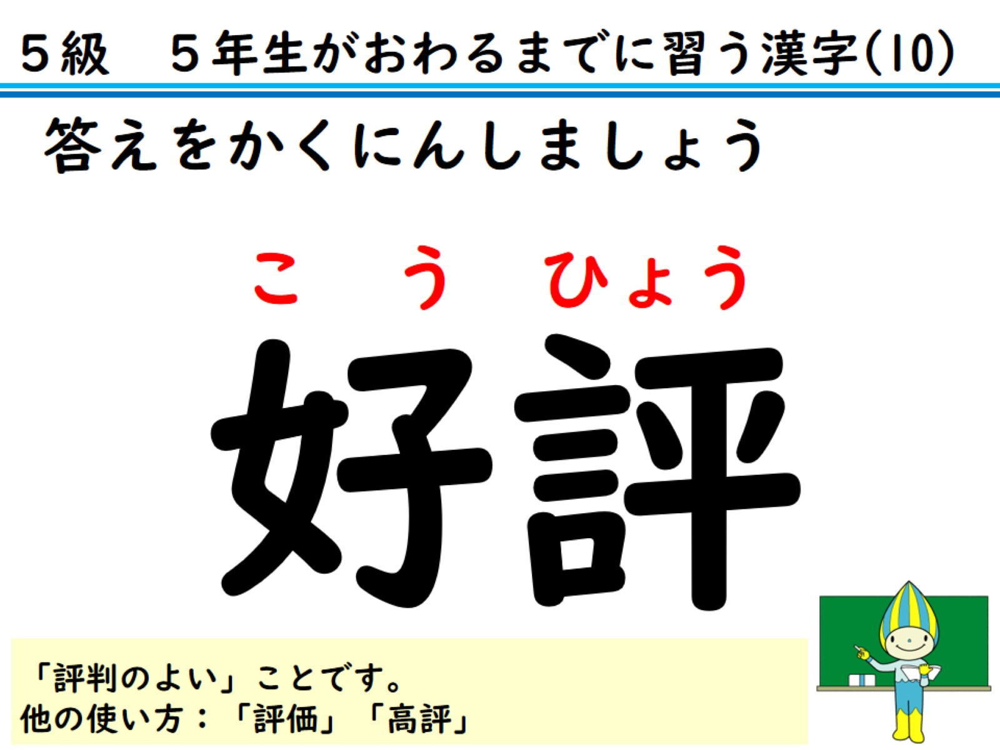 ５級　５年生がおわるまでに習う漢字(10)
答えをかくにんしましょう
こう　ひょう
好評
「評判のよい」ことです。
他の使い方：「評価」「高評」